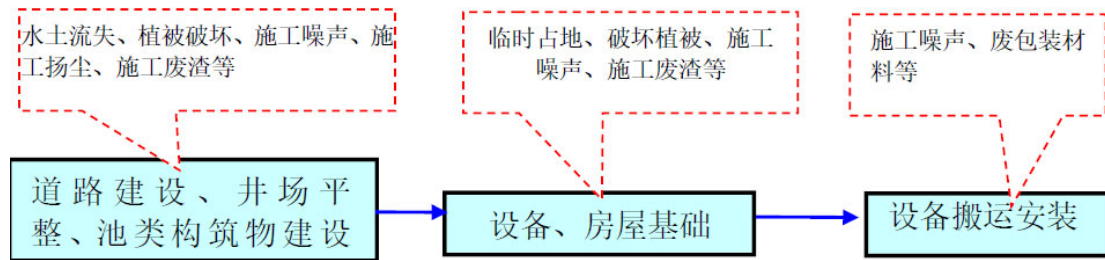 水土流失、植被破坏、施工噪声、施
工扬尘、施工废渣等
临时占地、破坏植被、施工
噪声、施工废渣等
施工噪声、废包装材
料等
道路建设、井场平
整、池类构筑物建设
设备、房屋基础
设备搬运安装